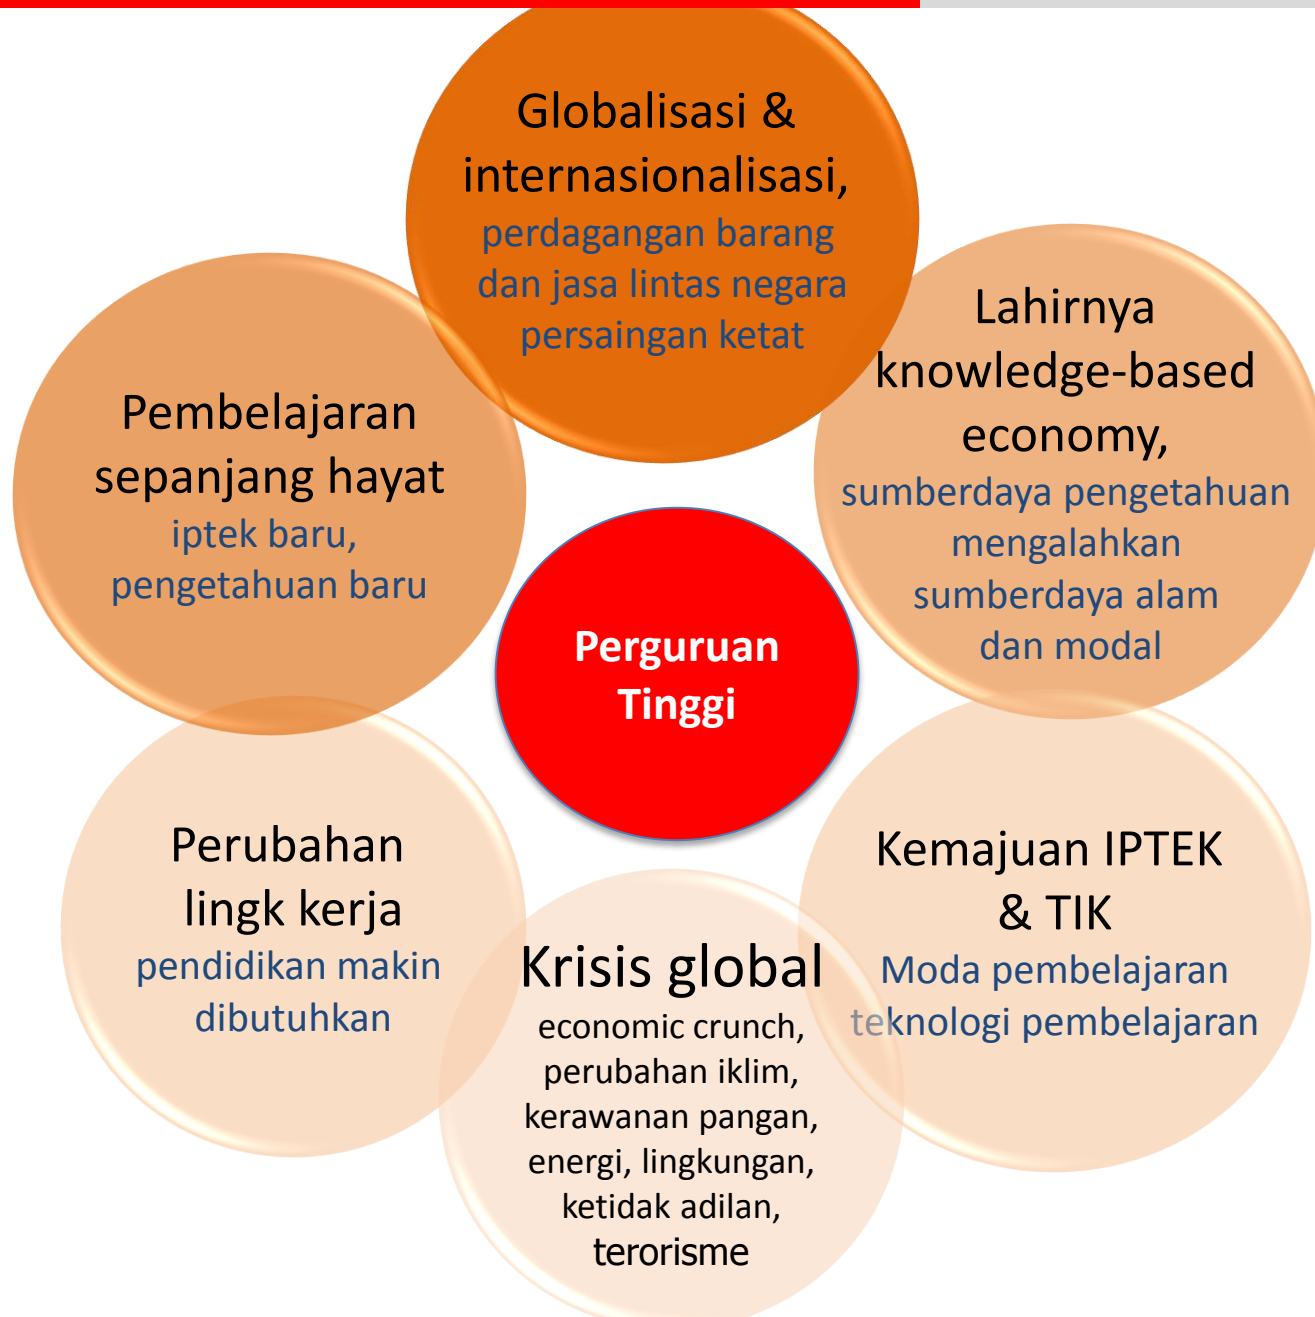 Globalisasi &
internasionalisasi,
perdagangan barang
dan jasa lintas negara
persaingan ketat
Lahirnya
knowledge-based
economy,
sumberdaya pengetahuan
mengalahkan
sumberdaya alam
dan modal
Kemajuan IPTEK
& TIK
Moda pembelajaran
teknologi pembelajaran
Krisis global
economic crunch,
perubahan iklim,
kerawanan pangan,
energi, lingkungan,
ketidak adilan,
terorisme
Perubahan
lingk kerja
pendidikan makin
dibutuhkan
Pembelajaran
sepanjang hayat
iptek baru,
pengetahuan baru
Perguruan
Tinggi